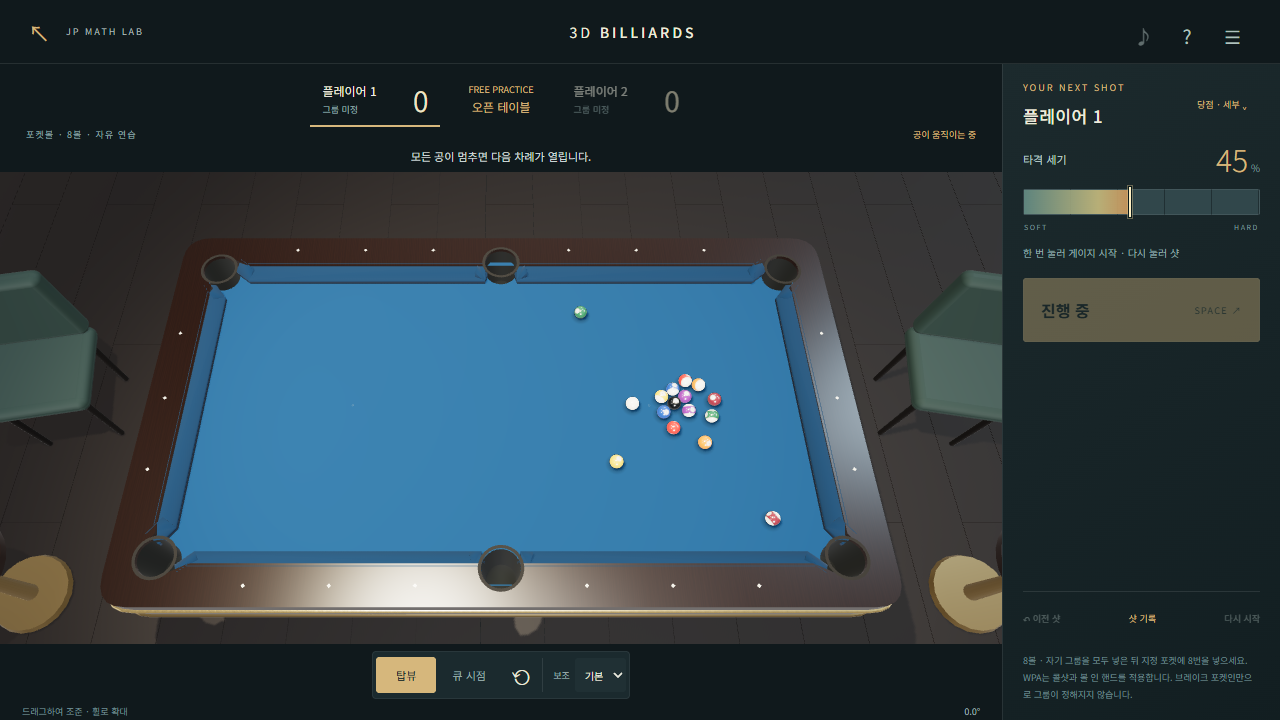 JP MATH LAB
3D BILLIARDS
?
플레이어 1
그룹 미정
0
FREE PRACTICE
오픈 테이블
플레이어 2
그룹 미정
0
포켓볼 · 8볼 · 자유 연습
공이 움직이는 중
모든 공이 멈추면 다음 차례가 열립니다.
YOUR NEXT SHOT
플레이어 1
당점 · 세부
타격 세기
45%
SOFT
HARD
한 번 눌러 게이지 시작 · 다시 눌러 샷
진행 중
SPACE ↗
↶ 이전 샷
샷 기록
다시 시작
8볼 · 자기 그룹을 모두 넣은 뒤 지정 포켓에 8번을 넣으세요.
WPA는 콜샷과 볼 인 핸드를 적용합니다. 브레이크 포켓인만으
로 그룹이 정해지지 않습니다.
탑뷰
큐 시점
보조
기본
드래그하여 조준 · 휠로 확대
0.0°